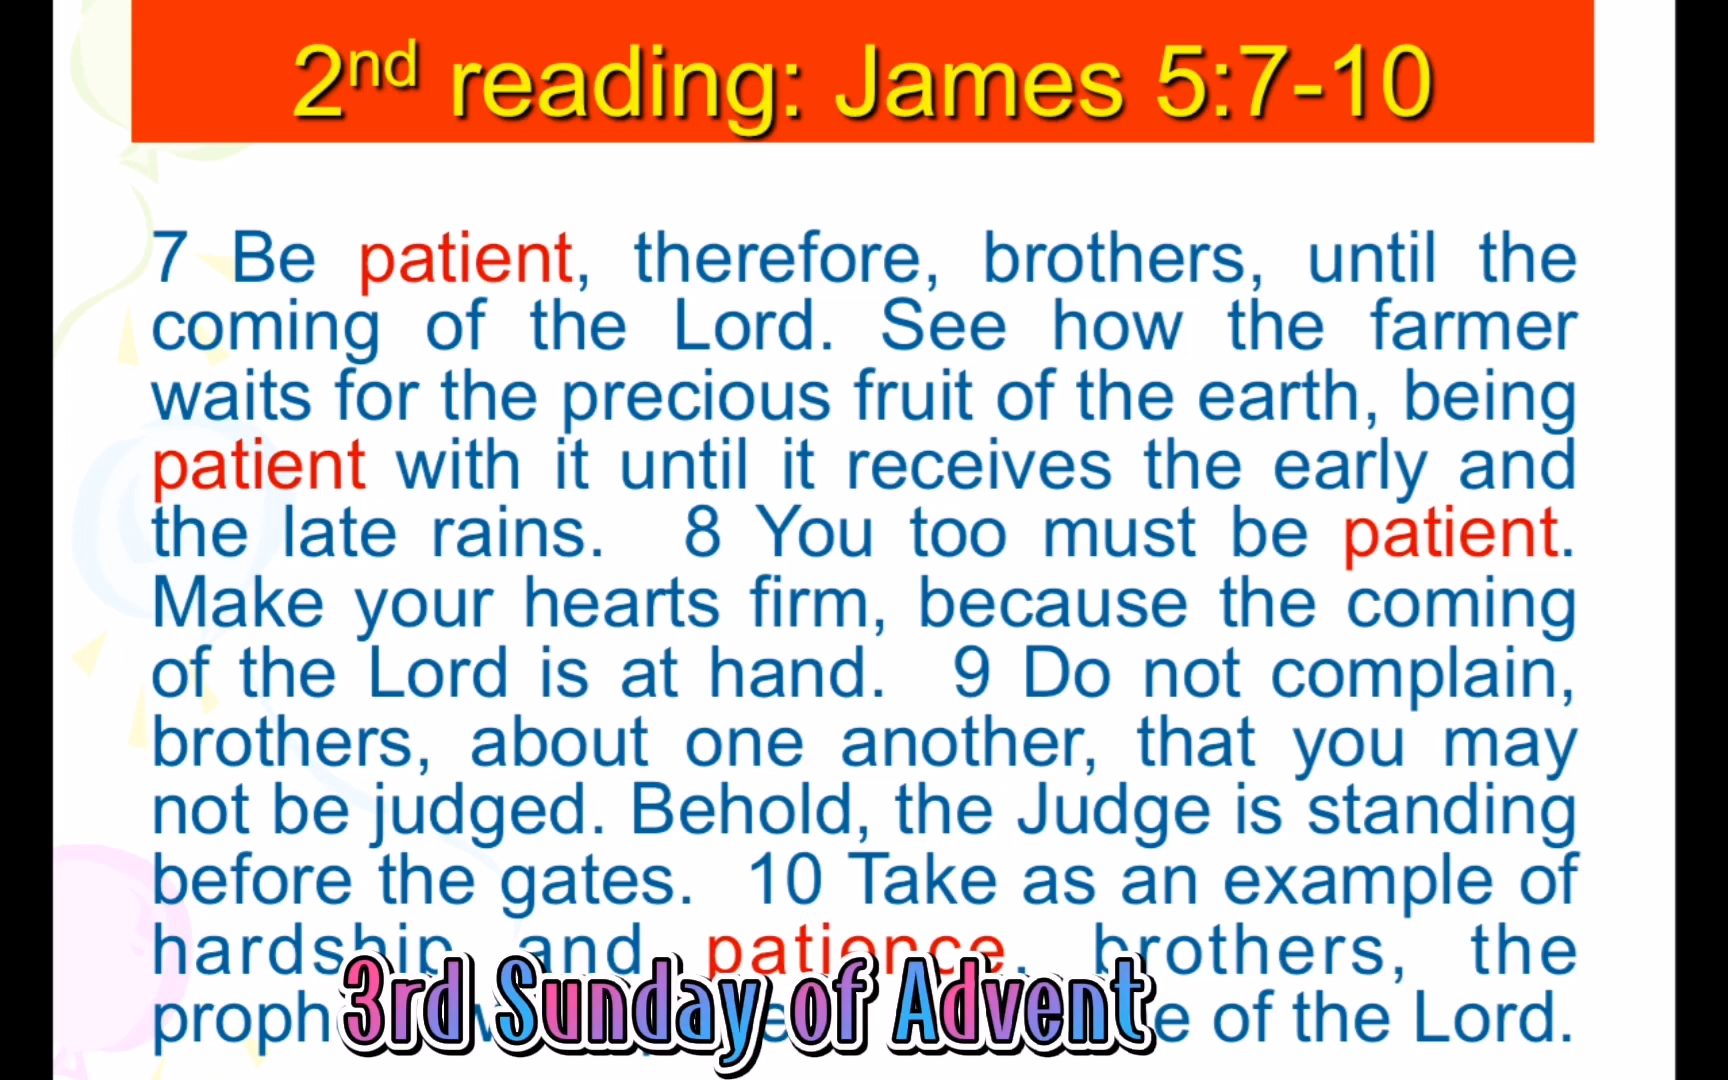 2nd reading: James 5:7-10
7 Be patient, therefore, brothers, until the
coming of the Lord. See how the farmer
waits for the precious fruit of the earth, being
patient with it until it receives the early and
the late rains. 8 You too must be patient.
Make your hearts firm, because the coming
of the Lord is at hand. 9 Do not complain,
brothers, about one another, that you may
not be judged. Behold, the Judge is standing
before the gates. 10 Take as an example of
hardship and patience, brothers, the
of the Lord.
3rd Sunday of Advent